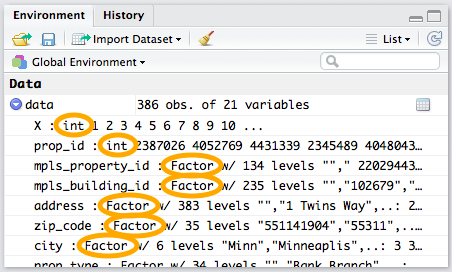 Environment History
Import Dataset List
Global Environment
Data
data 386 obs. of 21 variables
X : int 1 2 3 4 5 6 7 8 9 10 ...
prop_id : int 2387026 4052769 4431339 2345489 4048043…
mpls_property_id : Factor w/ 134 levels ""," 22029443…
mpls_building_id : Factor w/ 235 levels "","102679","…
address : Factor w/ 383 levels "","1 Twins Way",..: 2…
zip_code : Factor w/ 35 levels "551141904","55311",…
city : Factor w/ 6 levels "Minn","Minneaplis",..: 3 3…
prop_type : Factor w/ 34 levels "","Bank Branch",..: